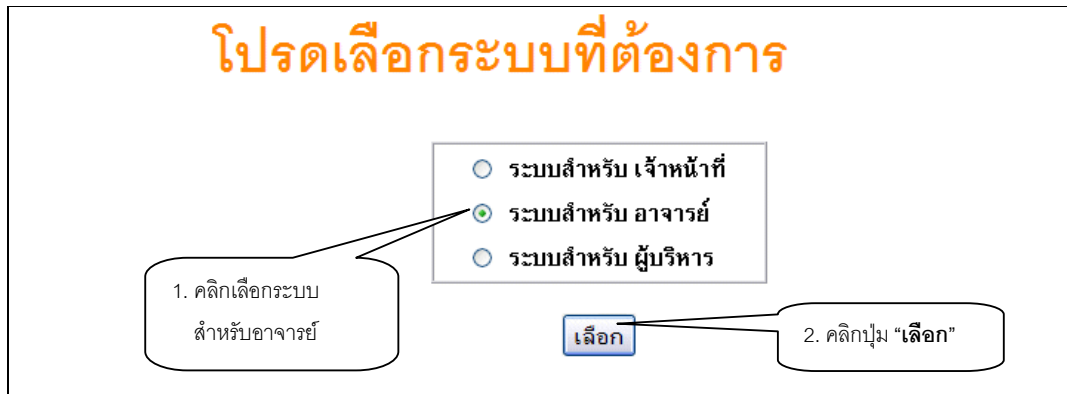 โปรดเลือกระบบที่ต้องการ
ระบบสำหรับ เจ้าหน้าที่
ระบบสำหรับ อาจารย์
ระบบสำหรับ ผู้บริหาร
1. คลิกเลือกระบบ
สำหรับอาจารย์
เลือก
2. คลิกปุ่ม “เลือก”